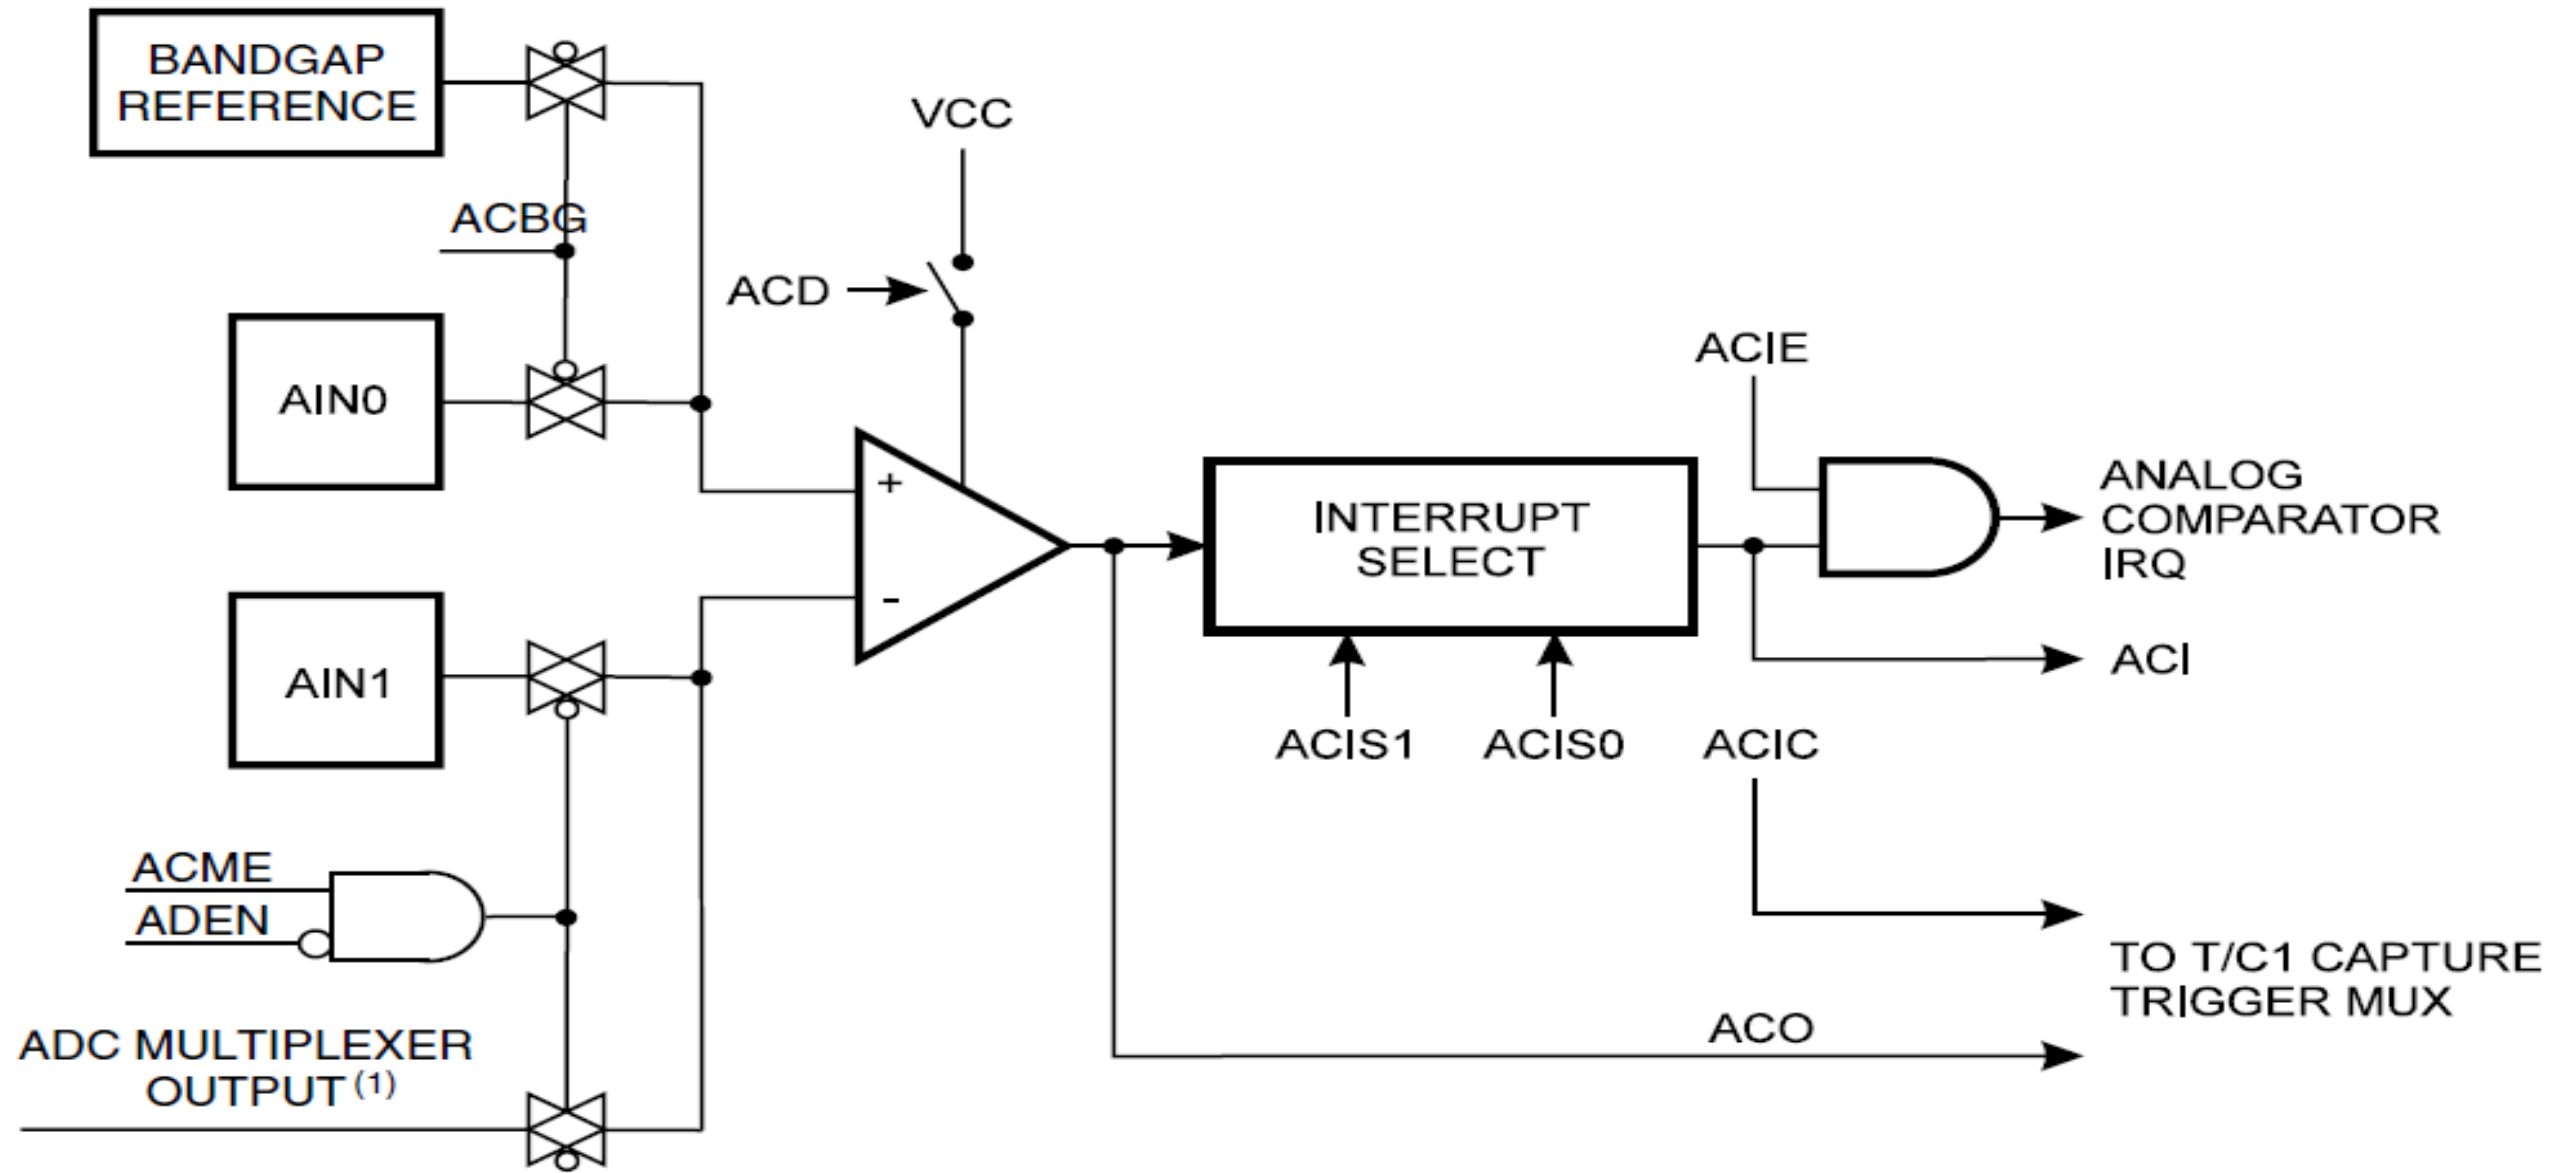 BANDGAP
REFERENCE
VCC
ACBG
ACD
ACIE
AIN0
+
ANALOG
COMPARATOR
IRQ
INTERRUPT
SELECT
-
AIN1
ACI
ACIS1
ACIS0
ACIC
ACME
ADEN
TO T/C1 CAPTURE
TRIGGER MUX
ACO
ADC MULTIPLEXER
OUTPUT (1)